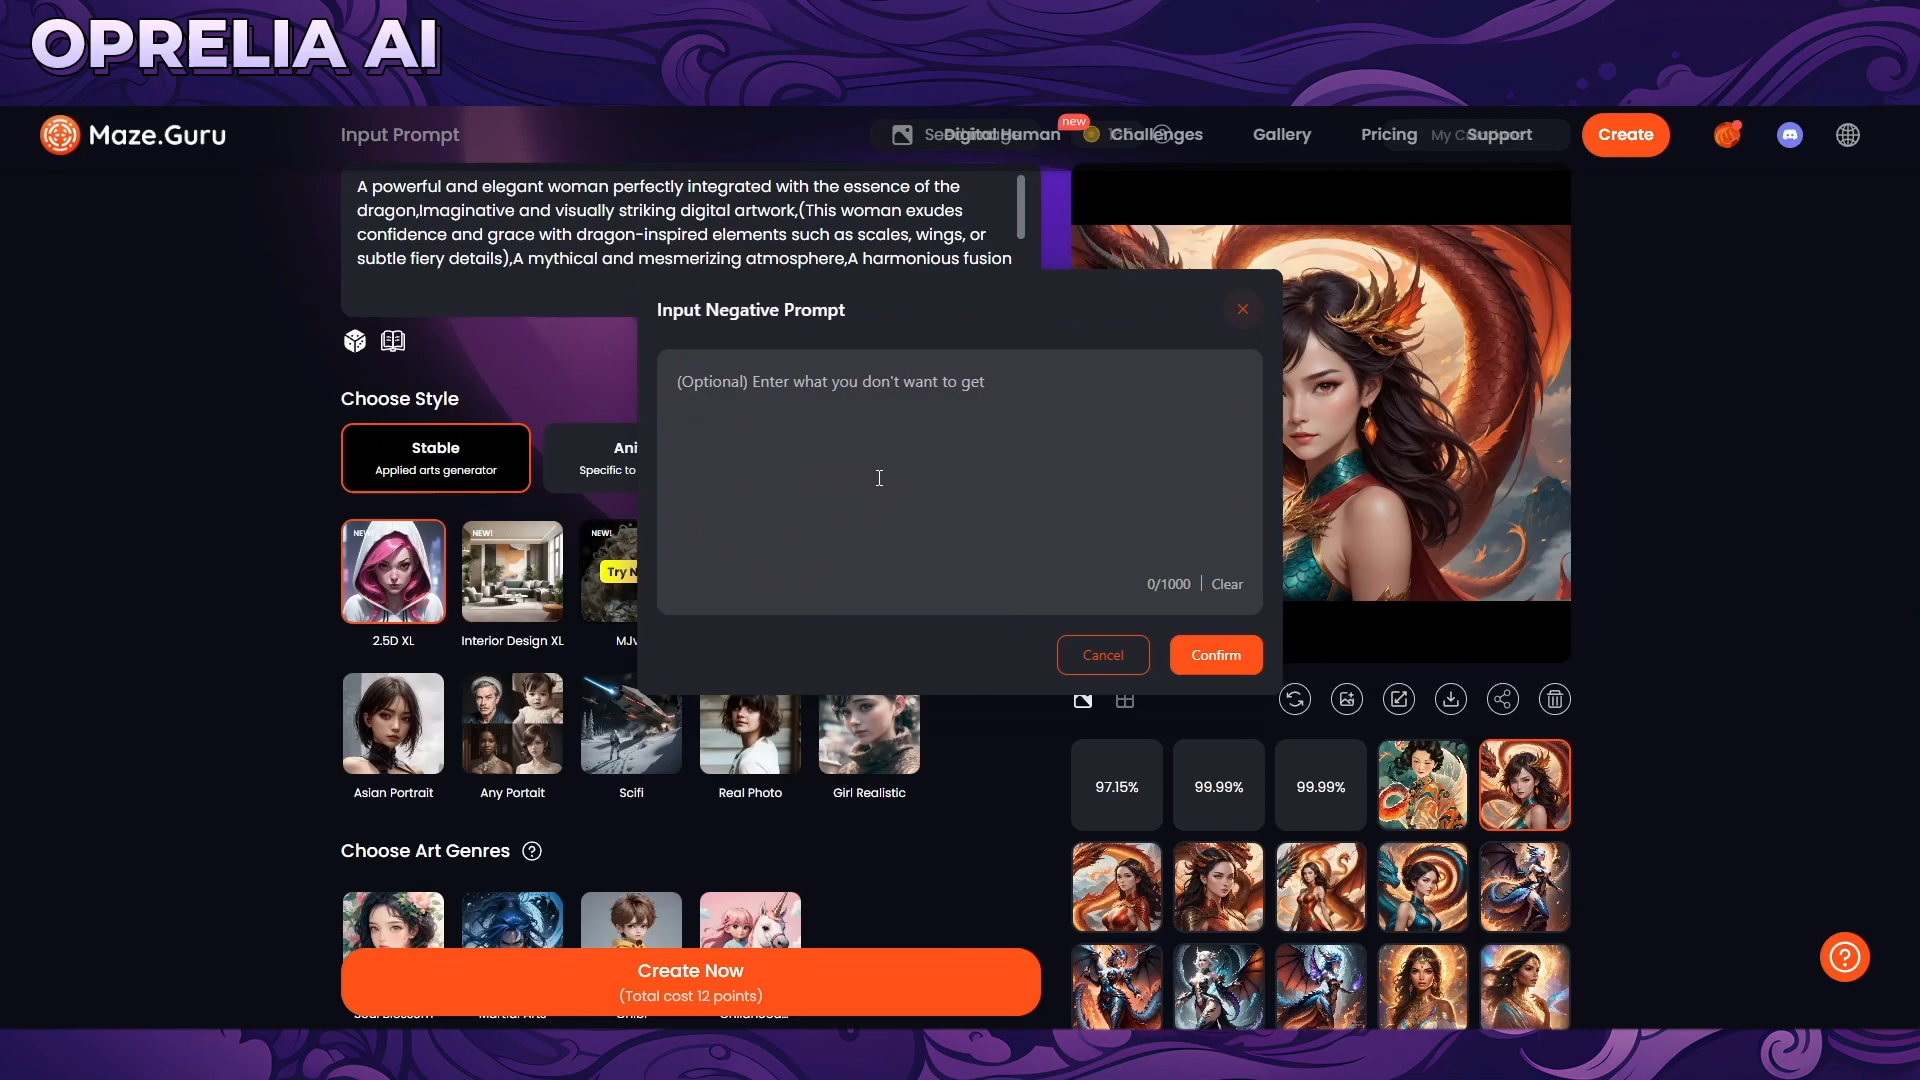 OPRELIA AI
Maze.Guru
Input Prompt
Digital Human
new
Challenges
Gallery
Pricing
Support
Create
A powerful and elegant woman perfectly integrated with the essence of the
dragon,Imaginative and visually striking digital artwork,(This woman exudes
confidence and grace with dragon-inspired elements such as scales, wings, or
subtle fiery details),A mythical and mesmerizing atmosphere,A harmonious fusion
Input Negative Prompt
(Optional) Enter what you don't want to get
0/1000
Clear
Cancel
Confirm
Choose Style
Stable
Applied arts generator
Ani
Specific to
NEW!
NEW!
Try N
2.5D XL
Interior Design XL
MJv
Asian Portrait
Any Portait
Scifi
Real Photo
Girl Realistic
97.15%
99.99%
99.99%
Choose Art Genres
Create Now
(Total cost 12 points)